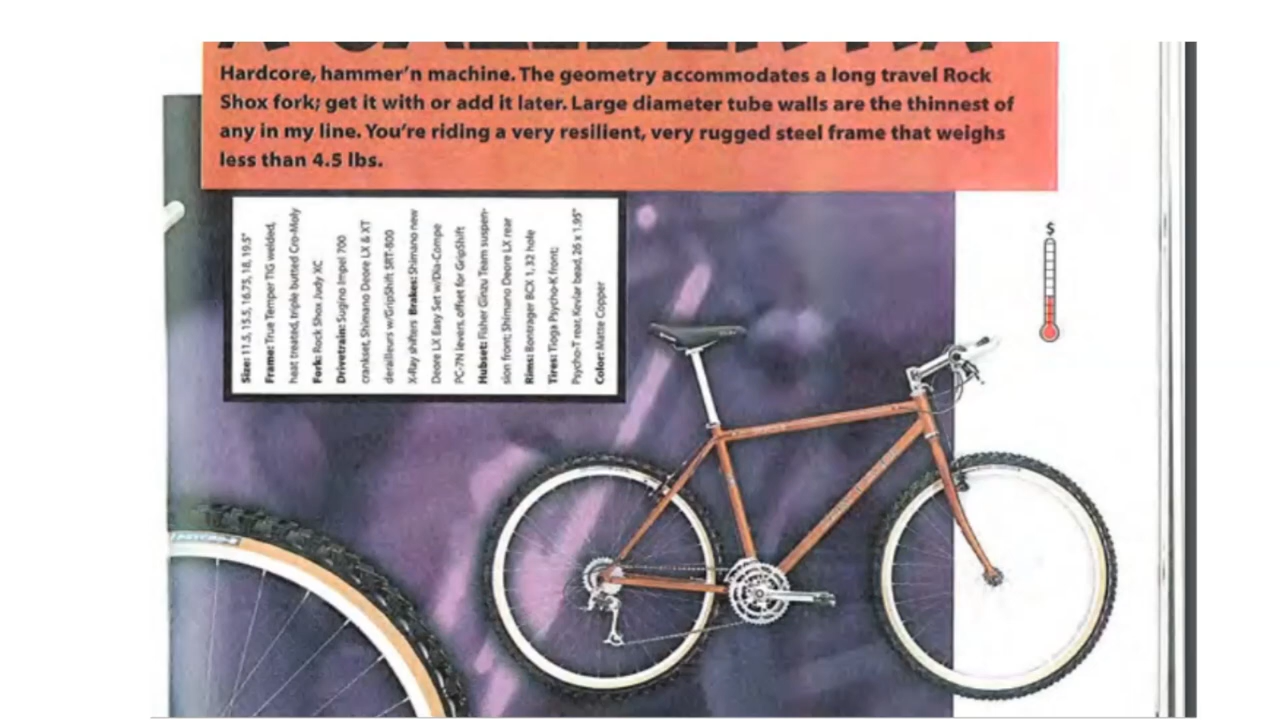 Hardcore, hammer'n machine. The geometry accommodates a long travel Rock
Shox fork; get it with or add it later. Large diameter tube walls are the thinnest of
any in my line. You're riding a very resilient, very rugged steel frame that weighs
less than 4.5 lbs.
Size: 11.5, 15.5, 16.75, 18, 19.5"
Frame: True Temper TIG welded,
heat treated, triple butted Cro-Moly
Fork: Rock Shox Judy XC
Drivetrain: Sugino Impel 700
crankset, Shimano Deore LX & XT
derailleurs w/GripShift SRT-800
X-Ray shifters Brakes: Shimano new
Deore LX Easy Set w/Dia-Compe
PC-7N levers, offset for GripShift
Hubset: Fisher Ginzu Team suspen-
sion front; Shimano Deore LX rear
Rims: Bontrager BCX 1, 32 hole
Tires: Tioga Psycho-K front;
Psycho-T rear, Kevlar bead, 26 x 1.95"
Color: Matte Copper
$